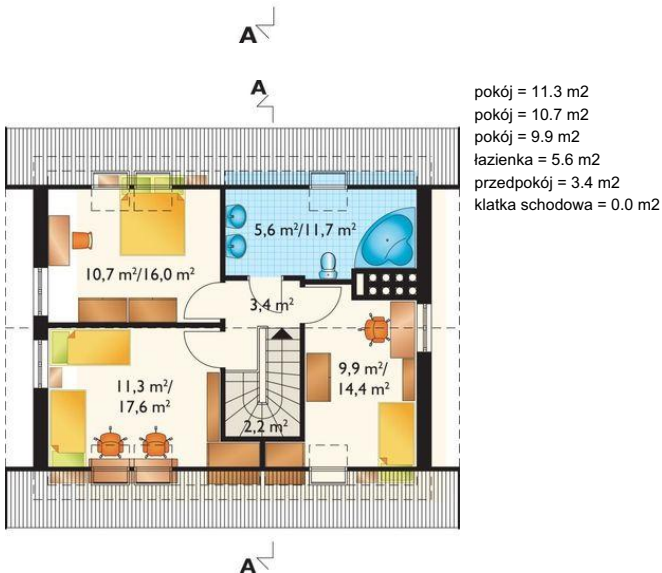 A
A
pokój = 11.3 m2
pokój = 10.7 m2
pokój = 9.9 m2
łazienka = 5.6 m2
przedpokój = 3.4 m2
klatka schodowa = 0.0 m2
5,6 m²/11,7 m²
10,7 m²/16,0 m²
3,4 m²
11,3 m²/
17,6 m²
9,9 m²/
14,4 m²
2,2 m²
A